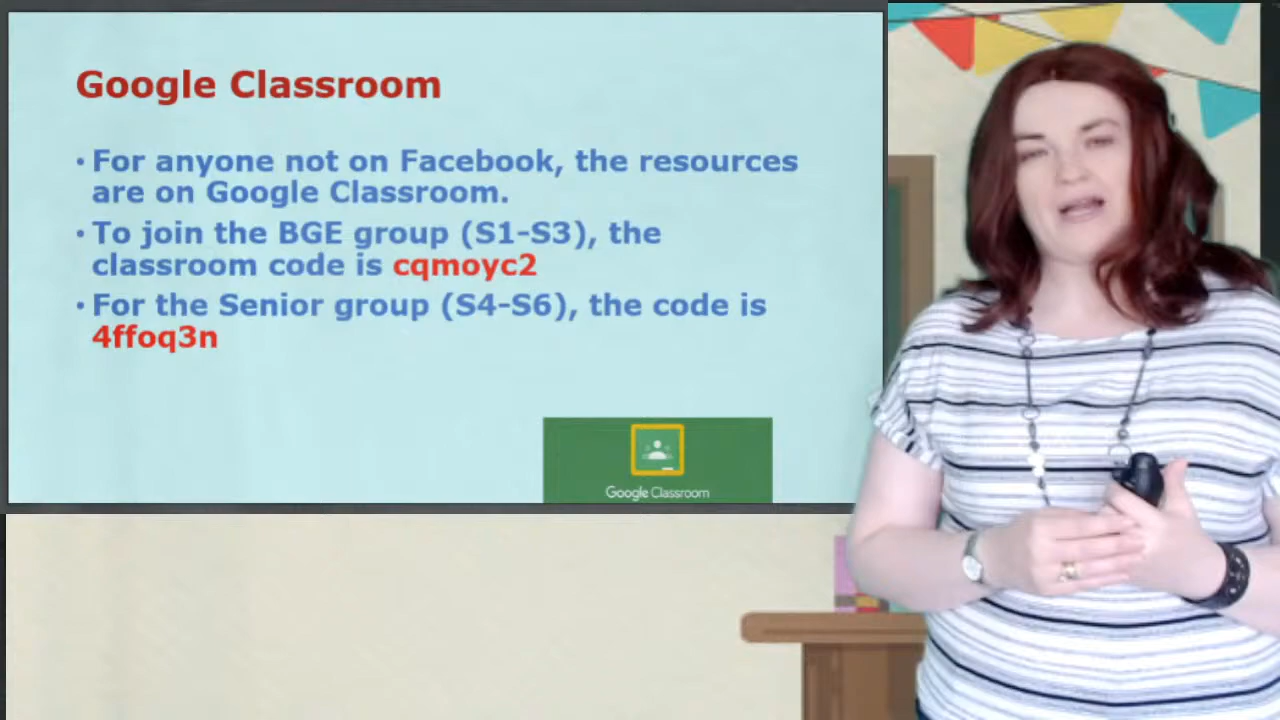 Google Classroom
• For anyone not on Facebook, the resources
are on Google Classroom.
• To join the BGE group (S1-S3), the
classroom code is cqmoyc2
• For the Senior group (S4-S6), the code is
4ffoq3n
Google Classroom